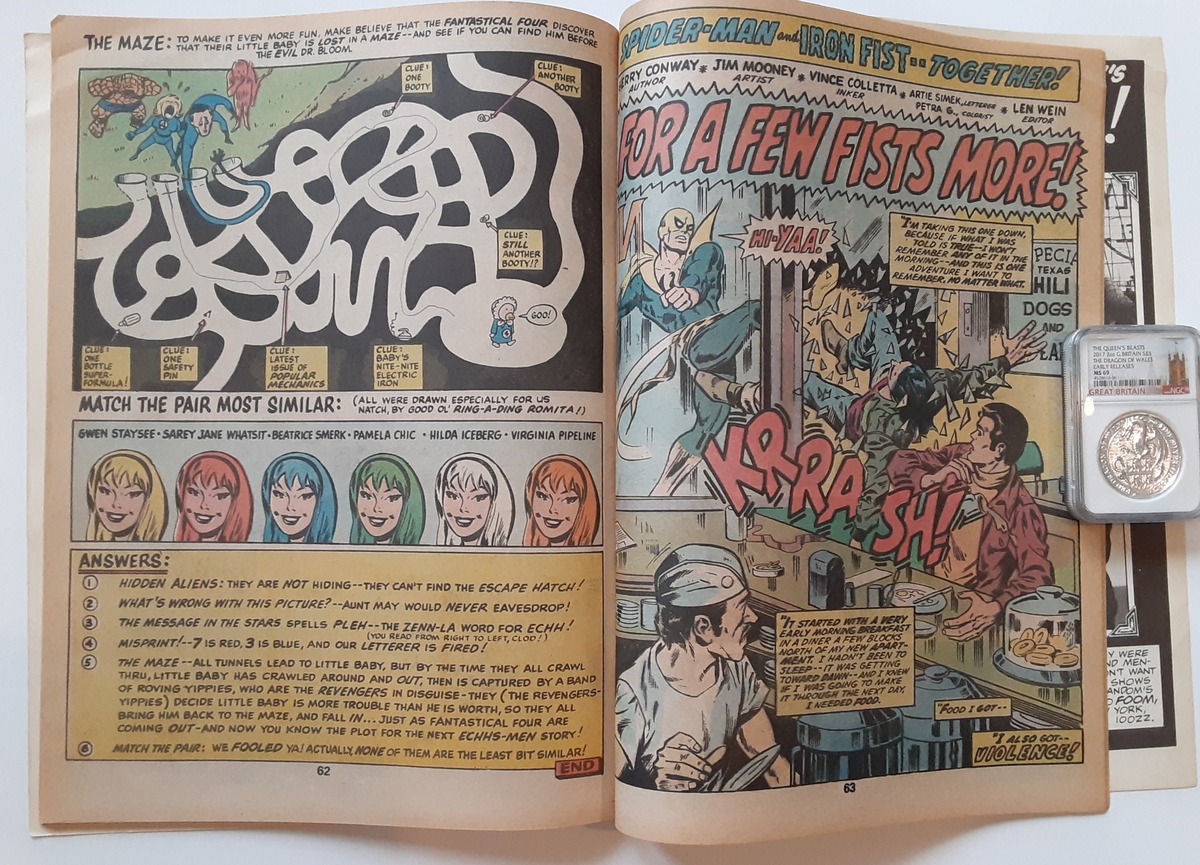 THE MAZE: TO MAKE IT EVEN MORE FUN, MAKE BELIEVE THAT THE FANTASTICAL FOUR DISCOVER
THAT THEIR LITTLE BABY IS LOST IN A MAZE--AND SEE IF YOU CAN FIND HIM BEFORE
THE EVIL DR. BLOOM.
CLUE:
ONE
BOOTY
CLUE:
ANOTHER
BOOTY
CLUE:
STILL
ANOTHER
BOOTY!?
GOO!
CLUE:
ONE
BOTTLE
SUPER-
FORMULA!
CLUE:
ONE
SAFETY
PIN
CLUE:
LATEST
ISSUE OF
POPULAR
MECHANICS
CLUE:
BABY'S
NITE-NITE
ELECTRIC
IRON
MATCH THE PAIR MOST SIMILAR: (ALL WERE DRAWN ESPECIALLY FOR US
NATCH, BY GOOD OL' RING-A-DING ROMITA!)
GWEN STAYSEE • SAREY JANE WHATSIT • BEATRICE SMERK • PAMELA CHIC • HILDA ICEBERG • VIRGINIA PIPELINE
ANSWERS:
1 HIDDEN ALIENS: THEY ARE NOT HIDING--THEY CAN'T FIND THE ESCAPE HATCH!
2 WHAT'S WRONG WITH THIS PICTURE?--AUNT MAY WOULD NEVER EAVESDROP!
3 THE MESSAGE IN THE STARS SPELLS PLEH--THE ZENN-LA WORD FOR ECHH!
(YOU READ FROM RIGHT TO LEFT, CLOD!)
4 MISPRINT!--7 IS RED, 3 IS BLUE, AND OUR LETTERER IS FIRED!
5 THE MAZE--ALL TUNNELS LEAD TO LITTLE BABY, BUT BY THE TIME THEY ALL CRAWL
THRU, LITTLE BABY HAS CRAWLED AROUND AND OUT, THEN IS CAPTURED BY A BAND
OF ROVING YIPPIES, WHO ARE THE REVENGERS IN DISGUISE--THEY (THE REVENGERS-
YIPPIES) DECIDE LITTLE BABY IS MORE TROUBLE THAN HE IS WORTH, SO THEY ALL
BRING HIM BACK TO THE MAZE, AND FALL IN... JUST AS FANTASTICAL FOUR ARE
COMING OUT--AND NOW YOU KNOW THE PLOT FOR THE NEXT ECHHS-MEN STORY!
6 MATCH THE PAIR: WE FOOLED YA! ACTUALLY, NONE OF THEM ARE THE LEAST BIT SIMILAR!
END
62
SPIDER-MAN and IRON FIST -- TOGETHER!
ERRY CONWAY * JIM MOONEY * VINCE COLLETTA * ARTIE SIMEK, LETTERER * LEN WEIN
AUTHOR ARTIST INKER PETRA G., COLORIST EDITOR
FOR A FEW FISTS MORE!
HI-YAA!
"I'M TAKING THIS ONE DOWN,
BECAUSE IF WHAT I WAS
TOLD IS TRUE--I WON'T
REMEMBER ANY OF IT IN THE
MORNING--AND THIS IS ONE
ADVENTURE I WANT TO
REMEMBER, NO MATTER WHAT.
PECIA
TEXAS
HILI
DOGS
AND
KRRRASH!
"IT STARTED WITH A VERY
EARLY MORNING BREAKFAST
IN A DINER A FEW BLOCKS
NORTH OF MY NEW APART-
MENT. I HADN'T BEEN TO
SLEEP--IT WAS GETTING
TOWARD DAWN--AND I KNEW
IF I WAS GOING TO MAKE
IT THROUGH THE NEXT DAY,
I NEEDED FOOD.
"FOOD I GOT--
"I ALSO GOT--
VIOLENCE!
63
THE QUEEN'S BEASTS
2017 2oz G.BRITAIN S£5
THE DRAGON OF WALES
EARLY RELEASES
MS 69
GREAT BRITAIN
NGC
'S
!
Y WERE
D MEN-
N'T WANT
SHOWS
ANDOM'S
FOOM,
YORK,
10022.